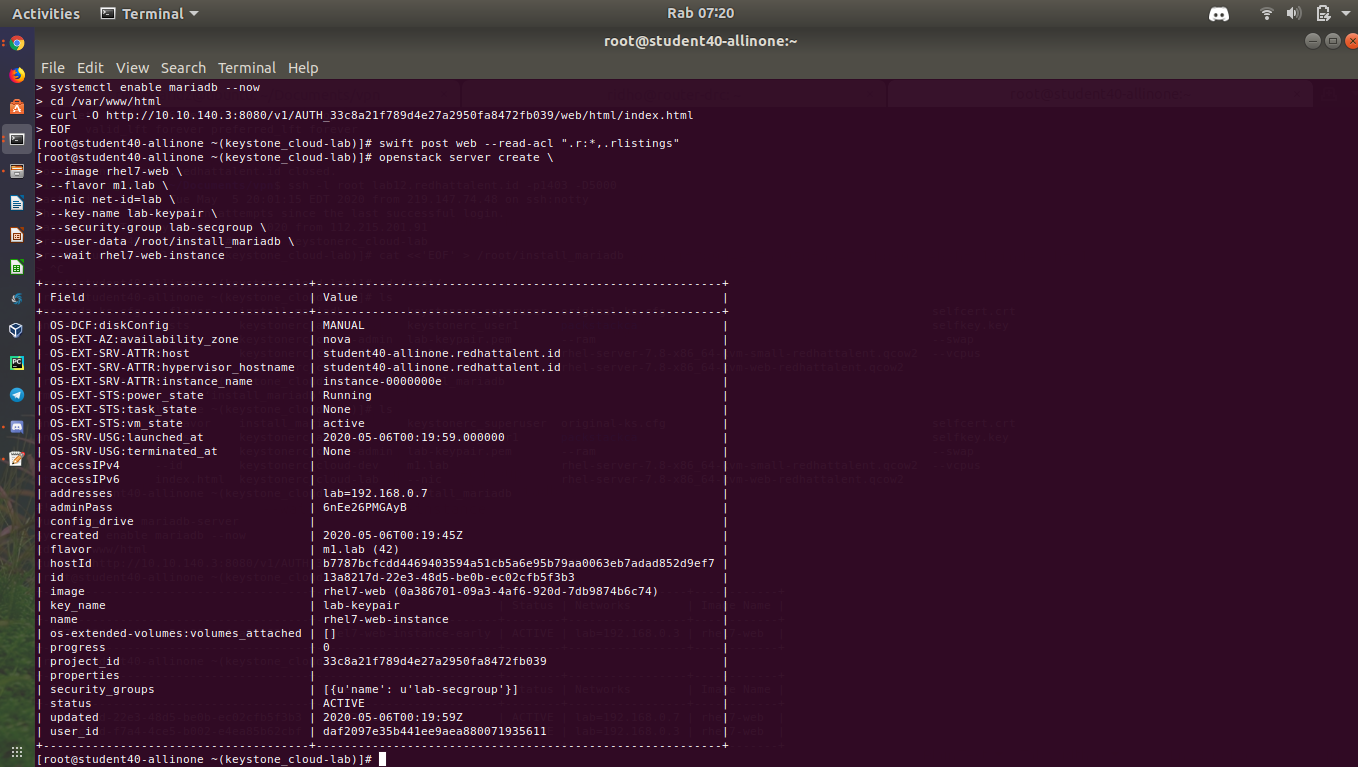 Activities Terminal Rab 07:20
root@student40-allinone:~
File Edit View Search Terminal Help
> systemctl enable mariadb --now
> cd /var/www/html
> curl -O http://10.10.140.3:8080/v1/AUTH_33c8a21f789d4e27a2950fa8472fb039/web/html/index.html
> EOF
[root@student40-allinone ~(keystone_cloud-lab)]# swift post web --read-acl ".r:*,.rlistings"
[root@student40-allinone ~(keystone_cloud-lab)]# openstack server create \
> --image rhel7-web \
> --flavor m1.lab \
> --nic net-id=lab \
> --key-name lab-keypair \
> --security-group lab-secgroup \
> --user-data /root/install_mariadb \
> --wait rhel7-web-instance
+--------------------------------------+----------------------------------------------------------+
| Field | Value |
+--------------------------------------+----------------------------------------------------------+
| OS-DCF:diskConfig | MANUAL |
| OS-EXT-AZ:availability_zone | nova |
| OS-EXT-SRV-ATTR:host | student40-allinone.redhattalent.id |
| OS-EXT-SRV-ATTR:hypervisor_hostname | student40-allinone.redhattalent.id |
| OS-EXT-SRV-ATTR:instance_name | instance-0000000e |
| OS-EXT-STS:power_state | Running |
| OS-EXT-STS:task_state | None |
| OS-EXT-STS:vm_state | active |
| OS-SRV-USG:launched_at | 2020-05-06T00:19:59.000000 |
| OS-SRV-USG:terminated_at | None |
| accessIPv4 | |
| accessIPv6 | |
| addresses | lab=192.168.0.7 |
| adminPass | 6nEe26PMGAyB |
| config_drive | |
| created | 2020-05-06T00:19:45Z |
| flavor | m1.lab (42) |
| hostId | b7787bcfcdd4469403594a51cb5a6e95b79aa0063eb7adad852d9ef7 |
| id | 13a8217d-22e3-48d5-be0b-ec02cfb5f3b3 |
| image | rhel7-web (0a386701-09a3-4af6-920d-7db9874b6c74) |
| key_name | lab-keypair |
| name | rhel7-web-instance |
| os-extended-volumes:volumes_attached | [] |
| progress | 0 |
| project_id | 33c8a21f789d4e27a2950fa8472fb039 |
| properties | |
| security_groups | [{u'name': u'lab-secgroup'}] |
| status | ACTIVE |
| updated | 2020-05-06T00:19:59Z |
| user_id | daf2097e35b441ee9aea880071935611 |
+--------------------------------------+----------------------------------------------------------+
[root@student40-allinone ~(keystone_cloud-lab)]#